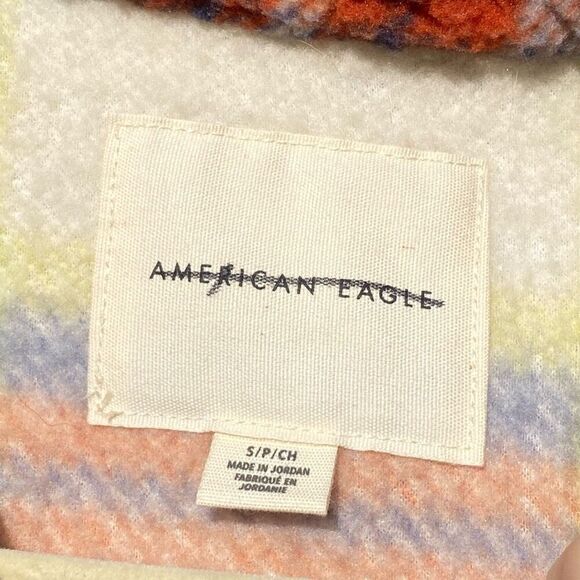 AMERICAN EAGLE
S/P/CH
MADE IN JORDAN
FABRIQUÉ EN
JORDANIE